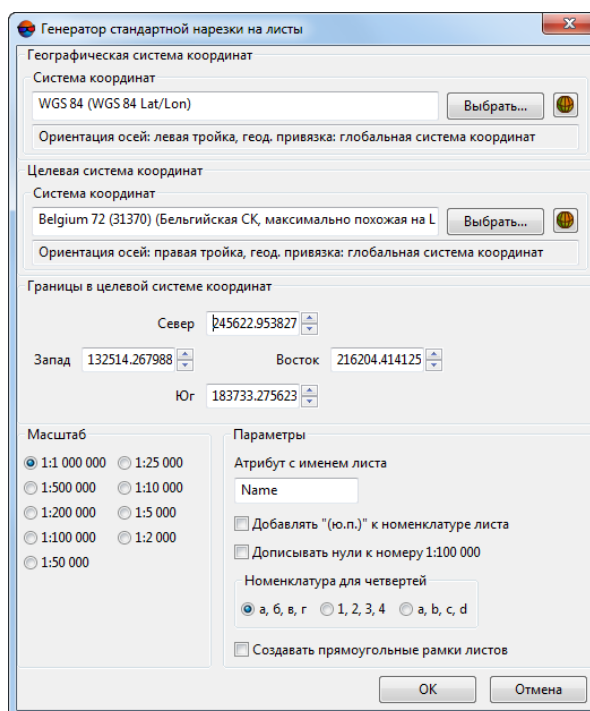 Генератор стандартной нарезки на листы
Географическая система координат
Система координат
WGS 84 (WGS 84 Lat/Lon)
Выбрать...
Ориентация осей: левая тройка, геод. привязка: глобальная система координат
Целевая система координат
Система координат
Belgium 72 (31370) (Бельгийская СК, максимально похожая на L
Выбрать...
Ориентация осей: правая тройка, геод. привязка: глобальная система координат
Границы в целевой системе координат
Север 245622.953827
Запад 132514.267988 Восток 216204.414125
Юг 183733.275623
Масштаб
1:1 000 000 1:25 000
1:500 000 1:10 000
1:200 000 1:5 000
1:100 000 1:2 000
1:50 000
Параметры
Атрибут с именем листа
Name
Добавлять "(ю.п.)" к номенклатуре листа
Дописывать нули к номеру 1:100 000
Номенклатура для четвертей
а, б, в, г 1, 2, 3, 4 a, b, c, d
Создавать прямоугольные рамки листов
OK Отмена